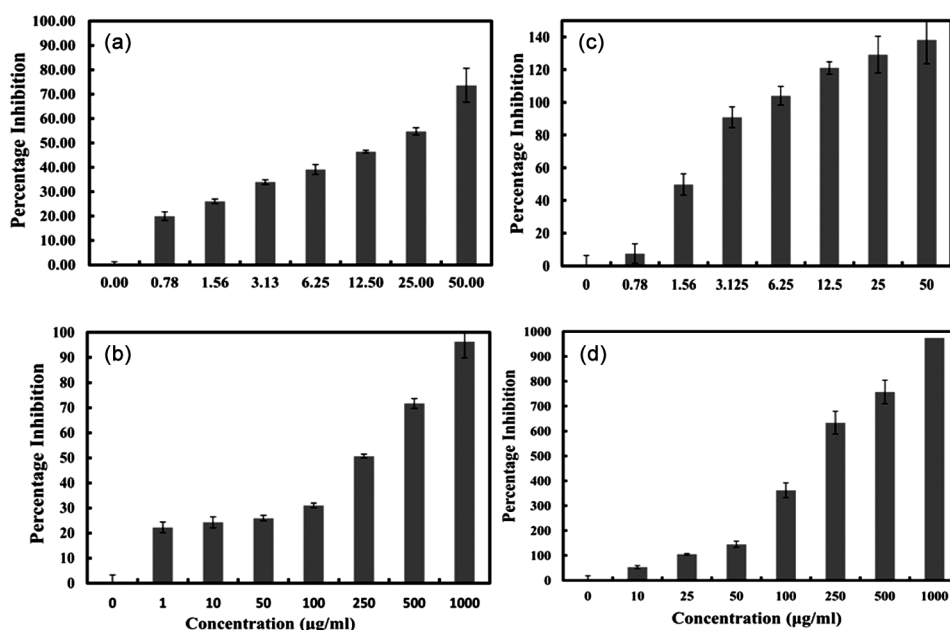 (a)
Percentage Inhibition
100.00
90.00
80.00
70.00
60.00
50.00
40.00
30.00
20.00
10.00
0.00
0.00 0.78 1.56 3.13 6.25 12.50 25.00 50.00
(c)
Percentage Inhibition
140
120
100
80
60
40
20
0
0 0.78 1.56 3.125 6.25 12.5 25 50
(b)
Percentage Inhibition
100
90
80
70
60
50
40
30
20
10
0
0 1 10 50 100 250 500 1000
Concentration (µg/ml)
(d)
Percentage Inhibition
1000
900
800
700
600
500
400
300
200
100
0
0 10 25 50 100 250 500 1000
Concentration (µg/ml)